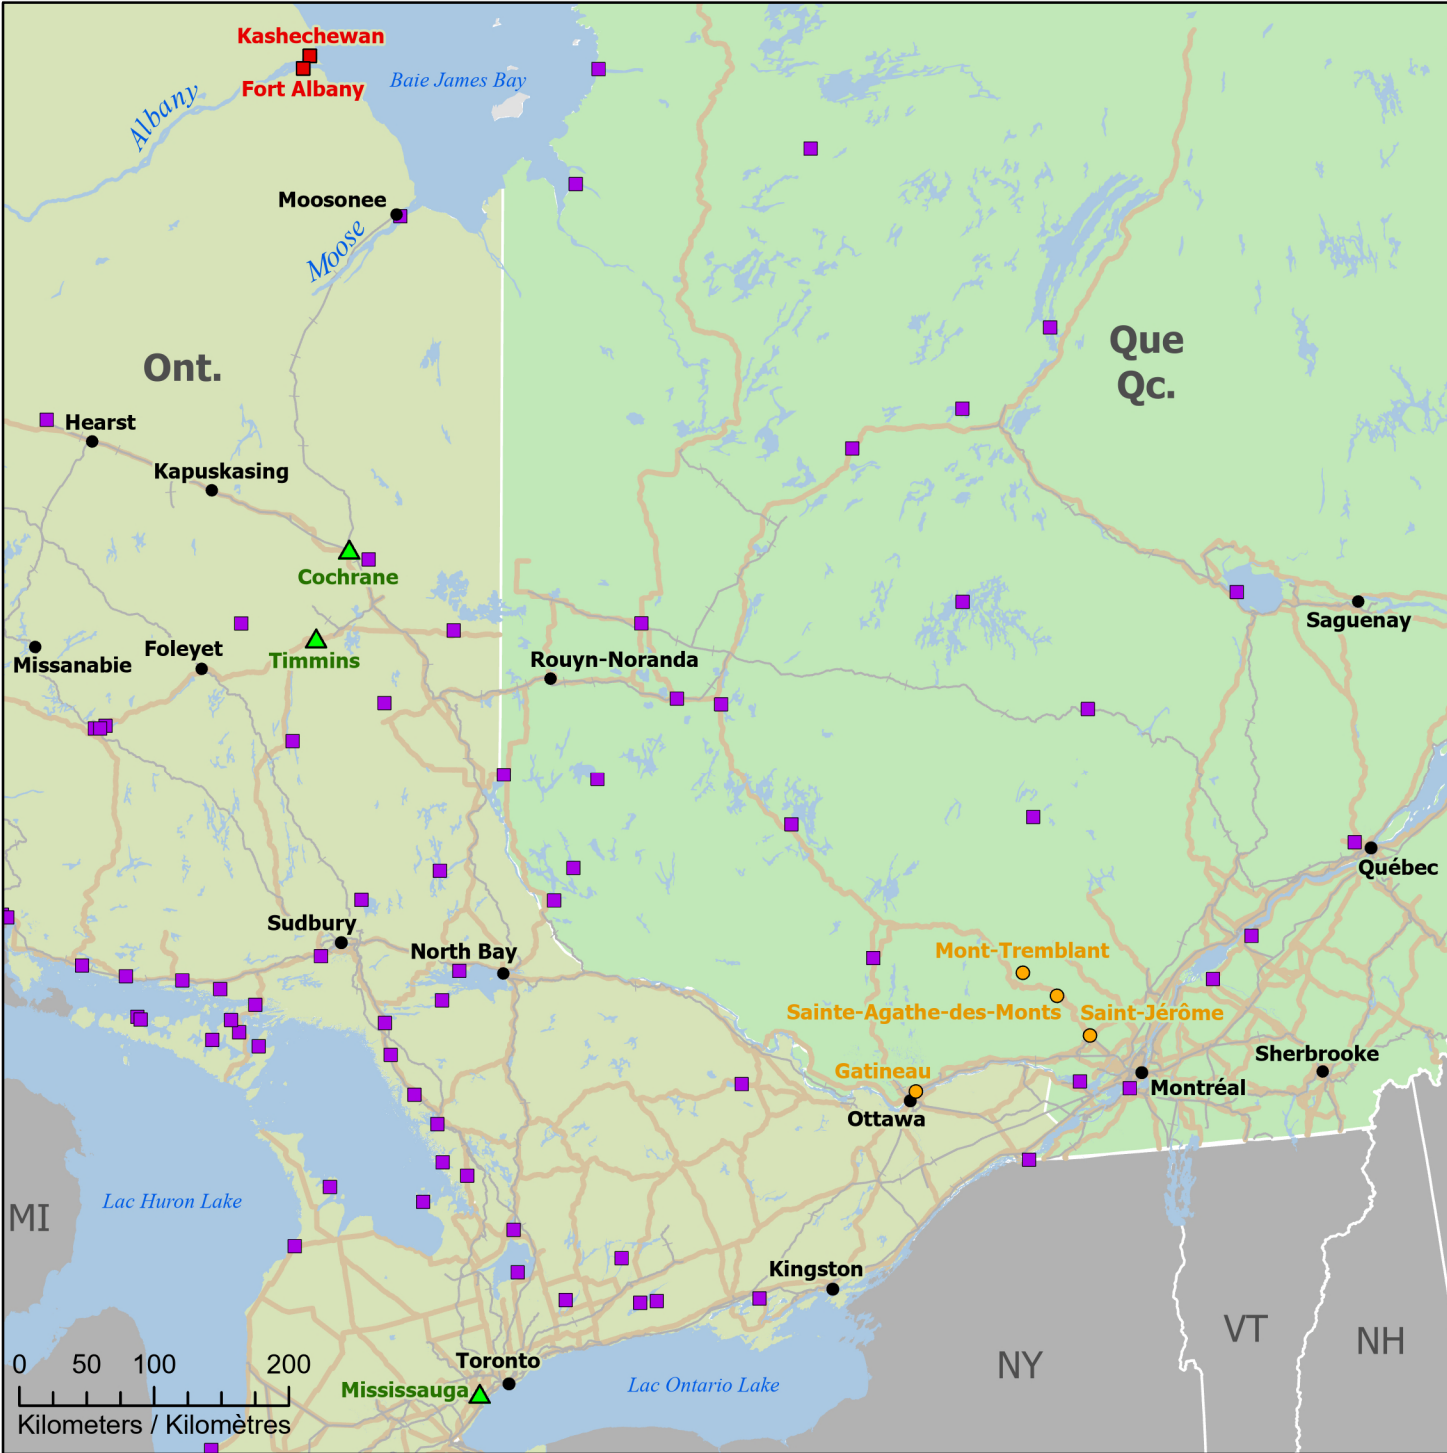 Kashechewan
Fort Albany
Baie James Bay
Albany
Moosonee
Moose
Ont.
Que
Qc.
Hearst
Kapuskasing
Cochrane
Saguenay
Foleyet
Missanabie
Timmins
Rouyn-Noranda
Québec
Sudbury
North Bay
Mont-Tremblant
Sainte-Agathe-des-Monts
Saint-Jérôme
Sherbrooke
Gatineau
Montréal
Ottawa
Lac Huron Lake
MI
Kingston
VT
NH
NY
0 50 100 200
Kilometers / Kilomètres
Toronto
Mississauga
Lac Ontario Lake